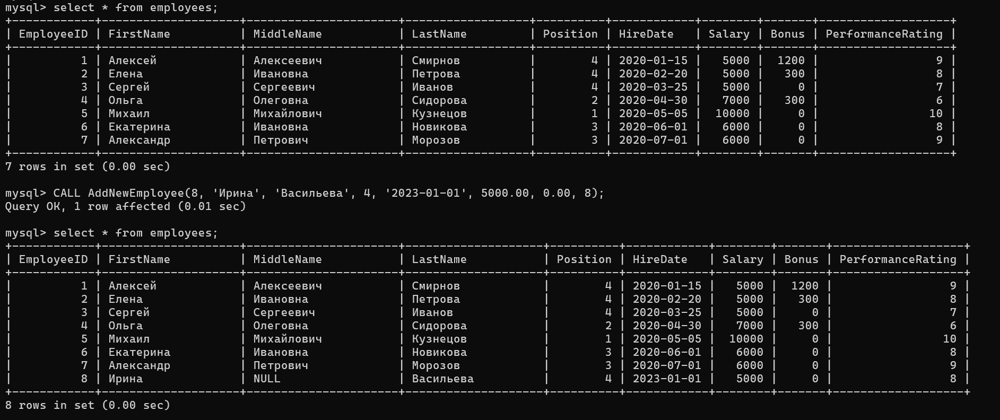 mysql> select * from employees;
+------------+--------------------+----------------------+------------------+----------+------------+--------+-------+-------------------+
| EmployeeID | FirstName          | MiddleName           | LastName         | Position | HireDate   | Salary | Bonus | PerformanceRating |
+------------+--------------------+----------------------+------------------+----------+------------+--------+-------+-------------------+
|          1 | Алексей            | Алексеевич           | Смирнов          |        4 | 2020-01-15 |   5000 |  1200 |                 9 |
|          2 | Елена              | Ивановна             | Петрова          |        4 | 2020-02-20 |   5000 |   300 |                 8 |
|          3 | Сергей             | Сергеевич            | Иванов           |        4 | 2020-03-25 |   5000 |     0 |                 7 |
|          4 | Ольга              | Олеговна             | Сидорова         |        2 | 2020-04-30 |   7000 |   300 |                 6 |
|          5 | Михаил             | Михайлович           | Кузнецов         |        1 | 2020-05-05 |  10000 |     0 |                10 |
|          6 | Екатерина          | Ивановна             | Новикова         |        3 | 2020-06-01 |   6000 |     0 |                 8 |
|          7 | Александр          | Петрович             | Морозов          |        3 | 2020-07-01 |   6000 |     0 |                 9 |
+------------+--------------------+----------------------+------------------+----------+------------+--------+-------+-------------------+
7 rows in set (0.00 sec)
mysql> CALL AddNewEmployee(8, 'Ирина', 'Васильева', 4, '2023-01-01', 5000.00, 0.00, 8);
Query OK, 1 row affected (0.01 sec)
mysql> select * from employees;
+------------+--------------------+----------------------+--------------------+----------+------------+--------+-------+-------------------+
| EmployeeID | FirstName          | MiddleName           | LastName           | Position | HireDate   | Salary | Bonus | PerformanceRating |
+------------+--------------------+----------------------+--------------------+----------+------------+--------+-------+-------------------+
|          1 | Алексей            | Алексеевич           | Смирнов            |        4 | 2020-01-15 |   5000 |  1200 |                 9 |
|          2 | Елена              | Ивановна             | Петрова            |        4 | 2020-02-20 |   5000 |   300 |                 8 |
|          3 | Сергей             | Сергеевич            | Иванов             |        4 | 2020-03-25 |   5000 |     0 |                 7 |
|          4 | Ольга              | Олеговна             | Сидорова           |        2 | 2020-04-30 |   7000 |   300 |                 6 |
|          5 | Михаил             | Михайлович           | Кузнецов           |        1 | 2020-05-05 |  10000 |     0 |                10 |
|          6 | Екатерина          | Ивановна             | Новикова           |        3 | 2020-06-01 |   6000 |     0 |                 8 |
|          7 | Александр          | Петрович             | Морозов            |        3 | 2020-07-01 |   6000 |     0 |                 9 |
|          8 | Ирина              | NULL                 | Васильева          |        4 | 2023-01-01 |   5000 |     0 |                 8 |
+------------+--------------------+----------------------+--------------------+----------+------------+--------+-------+-------------------+
8 rows in set (0.00 sec)